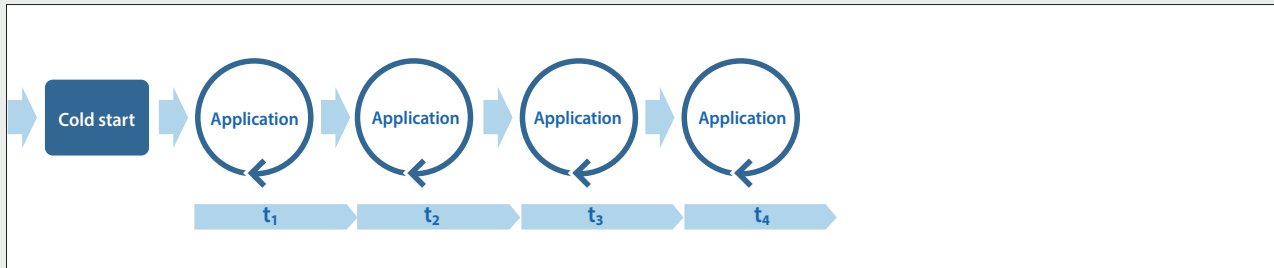 Cold start
Application
Application
Application
Application
t₁
t₂
t₃
t₄